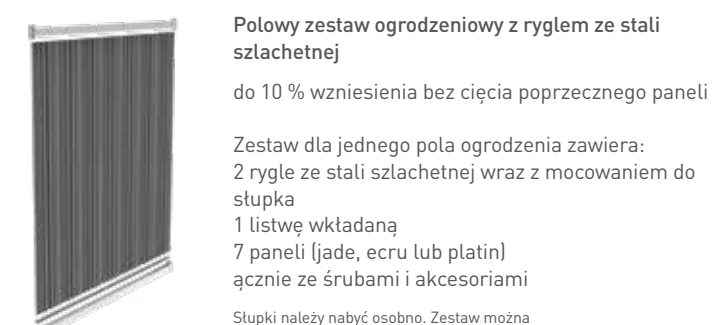 Polowy zestaw ogrodzeniowy z ryglem ze stali
szlachetnej
do 10 % wzniesienia bez cięcia poprzecznego paneli
Zestaw dla jednego pola ogrodzenia zawiera:
2 rygle ze stali szlachetnej wraz z mocowaniem do
słupka
1 listwę wkładaną
7 paneli (jade, ecru lub platin)
ącznie ze śrubami i akcesoriami
Słupki należy nabyć osobno. Zestaw można